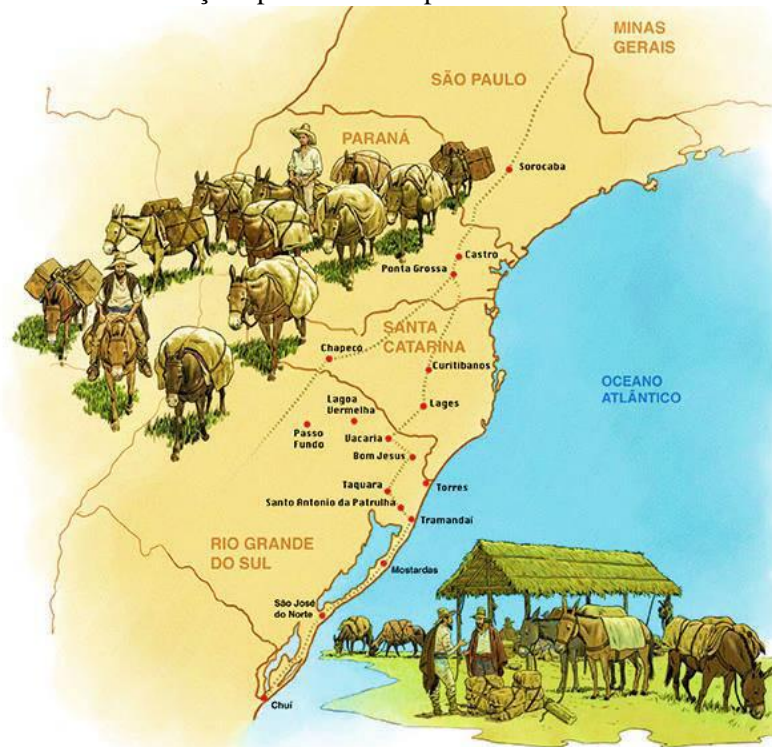 MINAS
GERAIS
SÃO PAULO
PARANÁ
Sorocaba
Castro
Ponta Grossa
SANTA
CATARINA
Chapecó
Curitibanos
OCEANO
ATLÂNTICO
Lagoa
Vermelha
Lages
Passo
Fundo
Vacaria
Bom Jesus
Taquara
Torres
Santo Antonio da Patrulha
Tramandaí
RIO GRANDE
DO SUL
Mostardas
São José
do Norte
Chuí